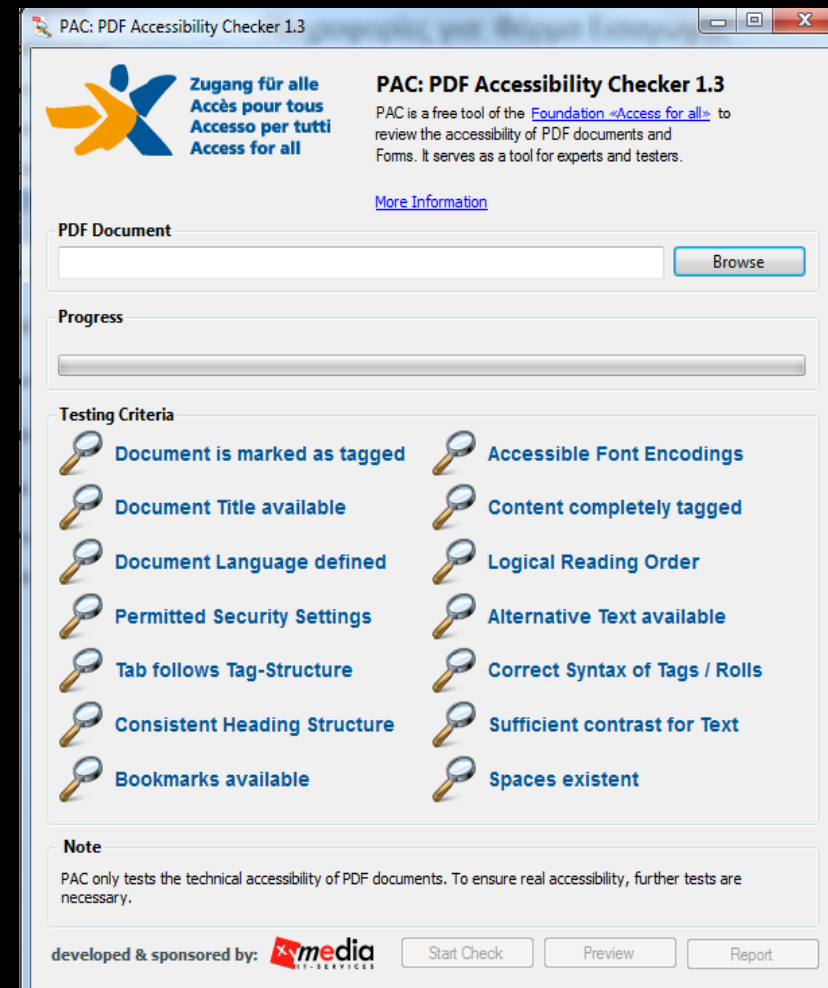 PAC: PDF Accessibility Checker 1.3
Zugang für alle
Accès pour tous
Accesso per tutti
Access for all
PAC: PDF Accessibility Checker 1.3
PAC is a free tool of the Foundation «Access for all» to
review the accessibility of PDF documents and
Forms. It serves as a tool for experts and testers.
More Information
PDF Document
Browse
Progress
Testing Criteria
Document is marked as tagged
Accessible Font Encodings
Document Title available
Content completely tagged
Document Language defined
Logical Reading Order
Permitted Security Settings
Alternative Text available
Tab follows Tag-Structure
Correct Syntax of Tags / Rolls
Consistent Heading Structure
Sufficient contrast for Text
Bookmarks available
Spaces existent
Note
PAC only tests the technical accessibility of PDF documents. To ensure real accessibility, further tests are
necessary.
developed & sponsored by:
xymedia
IT-SERVICES
Start Check
Preview
Report